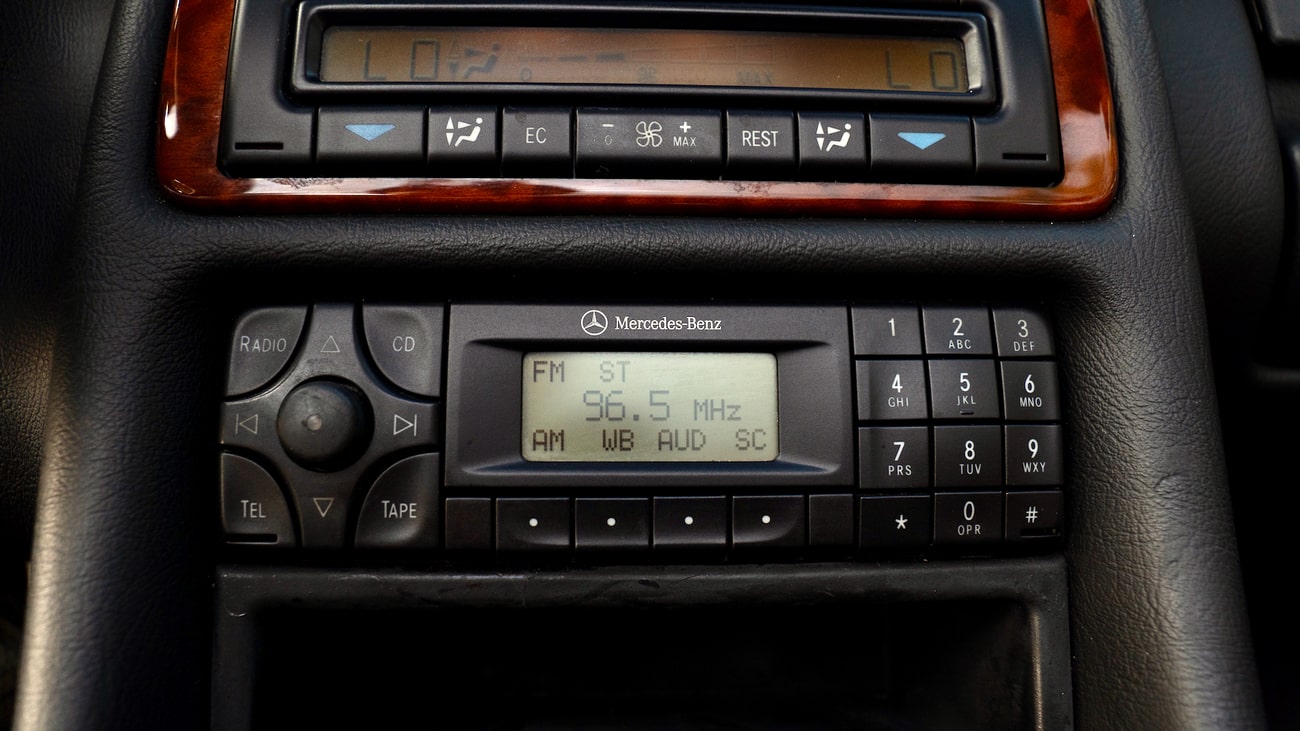 LO LO
0 MAX
EC - 0 + MAX REST
Mercedes-Benz
RADIO CD
TEL TAPE
FM ST
96.5 MHz
AM WB AUD SC
1 2 ABC 3 DEF
4 GHI 5 JKL 6 MNO
7 PRS 8 TUV 9 WXY
* 0 OPR #